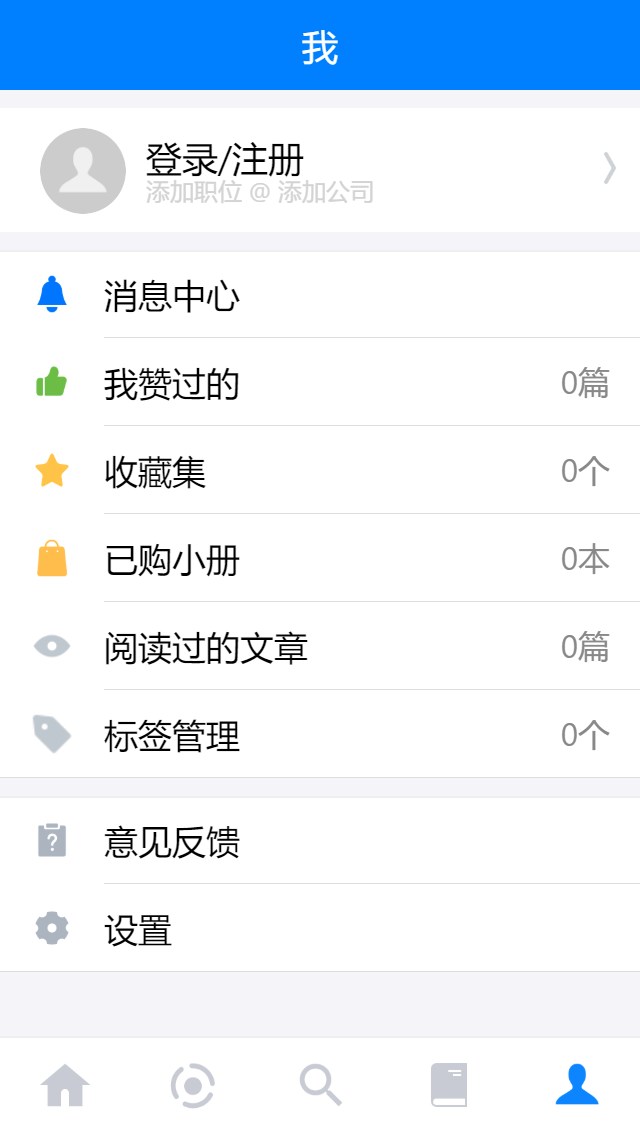 我
登录/注册
添加职位 @ 添加公司
消息中心
我赞过的 0篇
收藏集 0个
已购小册 0本
阅读过的文章 0篇
标签管理 0个
意见反馈
设置